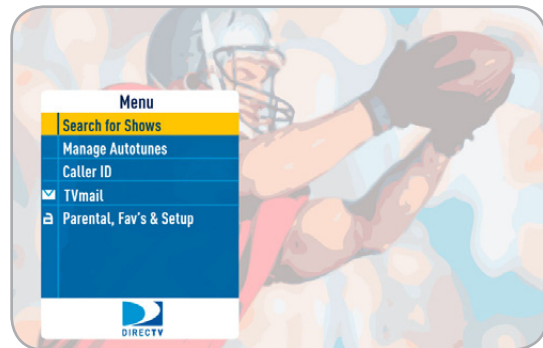 Menu
Search for Shows
Manage Autotunes
Caller ID
TVmail
Parental, Fav's & Setup
DIRECTV